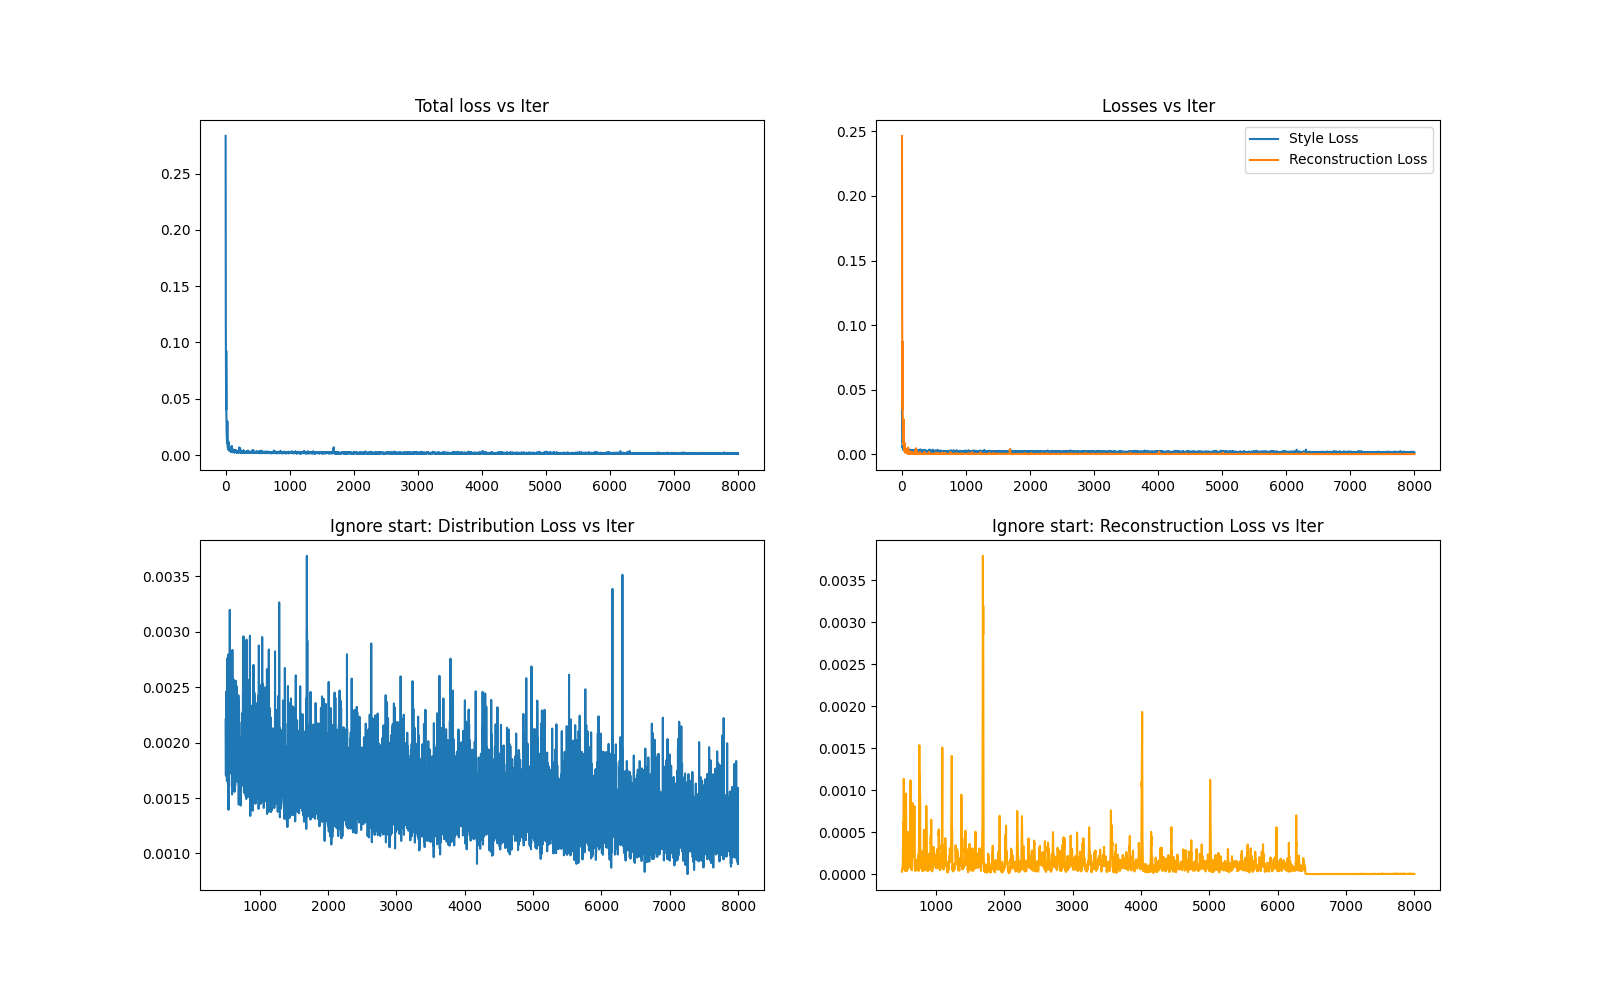 Total loss vs Iter
0.25
0.20
0.15
0.10
0.05
0.00
0 1000 2000 3000 4000 5000 6000 7000 8000
Losses vs Iter
Style Loss
Reconstruction Loss
0.25
0.20
0.15
0.10
0.05
0.00
0 1000 2000 3000 4000 5000 6000 7000 8000
Ignore start: Distribution Loss vs Iter
0.0035
0.0030
0.0025
0.0020
0.0015
0.0010
1000 2000 3000 4000 5000 6000 7000 8000
Ignore start: Reconstruction Loss vs Iter
0.0035
0.0030
0.0025
0.0020
0.0015
0.0010
0.0005
0.0000
1000 2000 3000 4000 5000 6000 7000 8000